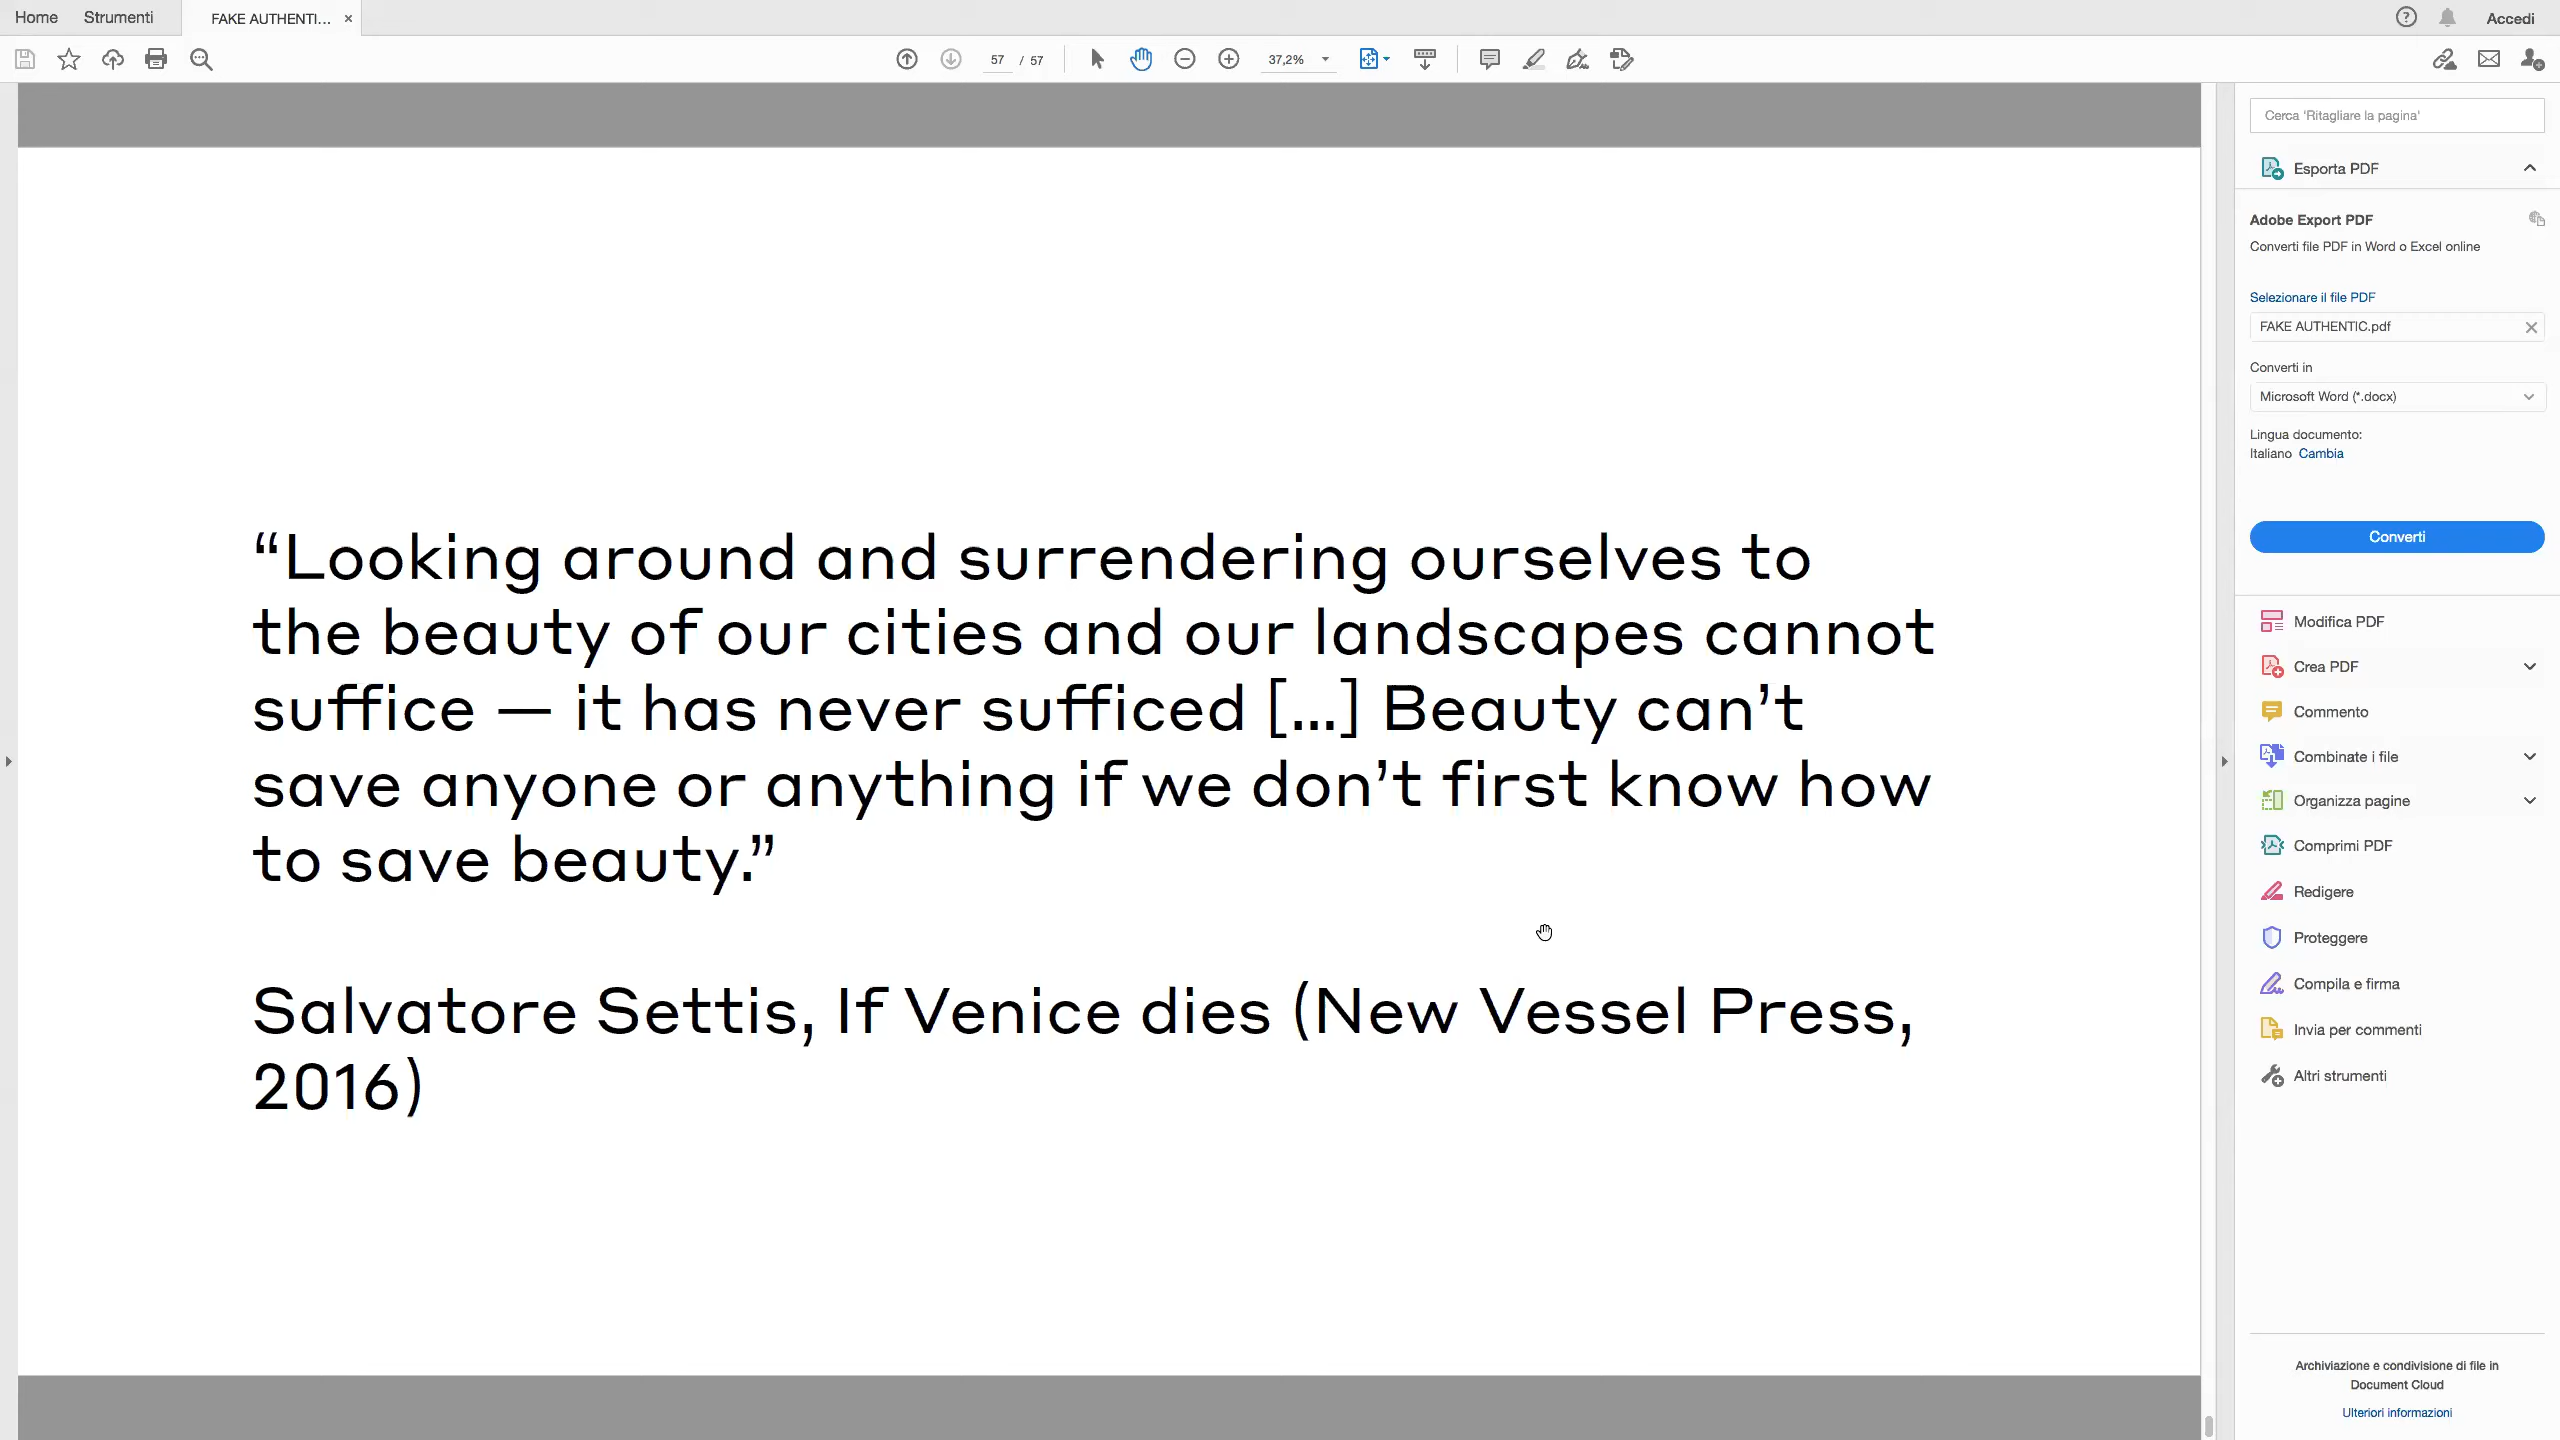 Home Strumenti FAKE AUTHENTI... × Accedi
57 / 57 37,2%
Cerca 'Ritagliare la pagina'
Esporta PDF
Adobe Export PDF
Converti file PDF in Word o Excel online
Selezionare il file PDF
FAKE AUTHENTIC.pdf
Converti in
Microsoft Word (*.docx)
Lingua documento:
Italiano Cambia
Converti
Modifica PDF
Crea PDF
Commento
Combinate i file
Organizza pagine
Comprimi PDF
Redigere
Proteggere
Compila e firma
Invia per commenti
Altri strumenti
Archiviazione e condivisione di file in
Document Cloud
Ulteriori informazioni
“Looking around and surrendering ourselves to
the beauty of our cities and our landscapes cannot
suffice — it has never sufficed [...] Beauty can’t
save anyone or anything if we don’t first know how
to save beauty.”
Salvatore Settis, If Venice dies (New Vessel Press,
2016)